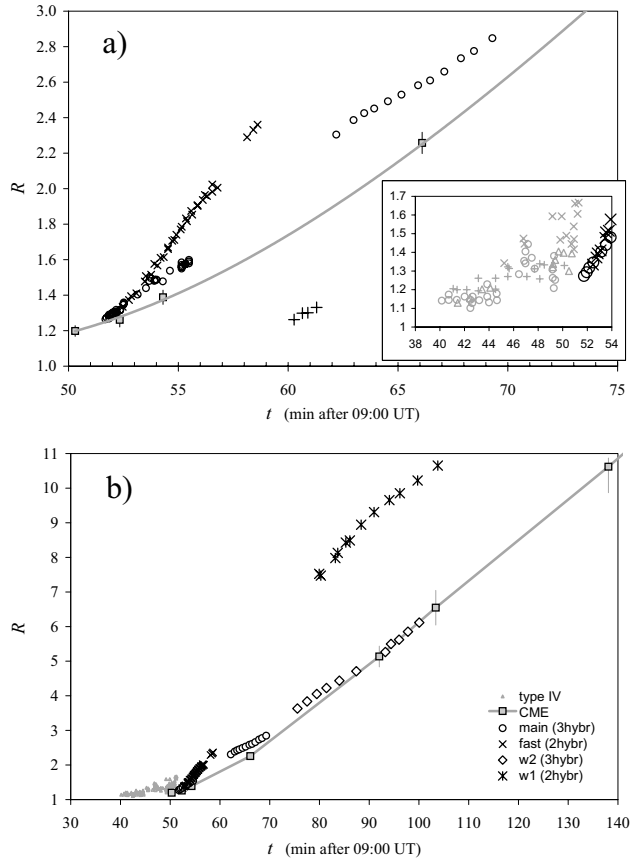 a)
3.0
2.8
2.6
2.4
2.2
2.0
1.8
1.6
1.4
1.2
1.0
R
50 55 60 65 70 75
t (min after 09:00 UT)
1.7
1.6
1.5
1.4
1.3
1.2
1.1
1
38 40 42 44 46 48 50 52 54
b)
11
10
9
8
7
6
5
4
3
2
1
R
type IV
CME
main (3hybr)
fast (2hybr)
w2 (3hybr)
w1 (2hybr)
30 40 50 60 70 80 90 100 110 120 130 140
t (min after 09:00 UT)